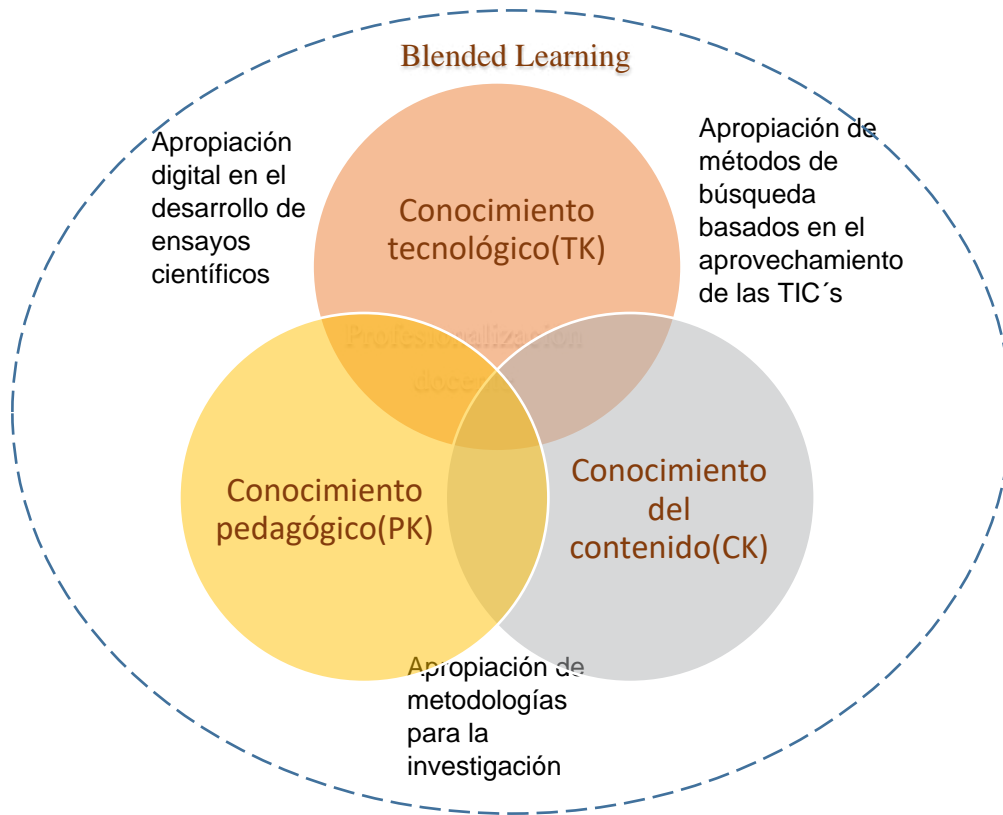 Blended Learning
Apropiación
digital en el
desarrollo de
ensayos
científicos
Apropiación de
métodos de
búsqueda
basados en el
aprovechamiento
de las TIC´s
Conocimiento
tecnológico(TK)
Profesionalización
Conocimiento
pedagógico(PK)
Conocimiento
del
contenido(CK)
Apropiación de
metodologías
para la
investigación